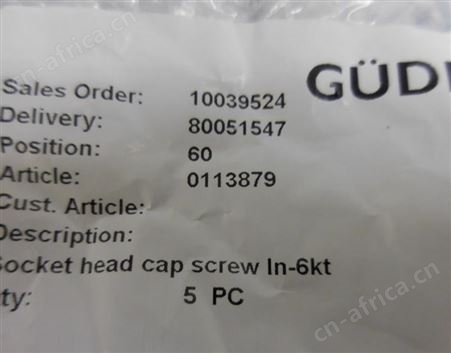 GÜD
Sales Order: 10039524
Delivery: 80051547
Position: 60
Article: 0113879
Cust. Article:
Description:
Socket head cap screw In-6kt
ty: 5 PC
cn-africa.cn
cn-africa.cn